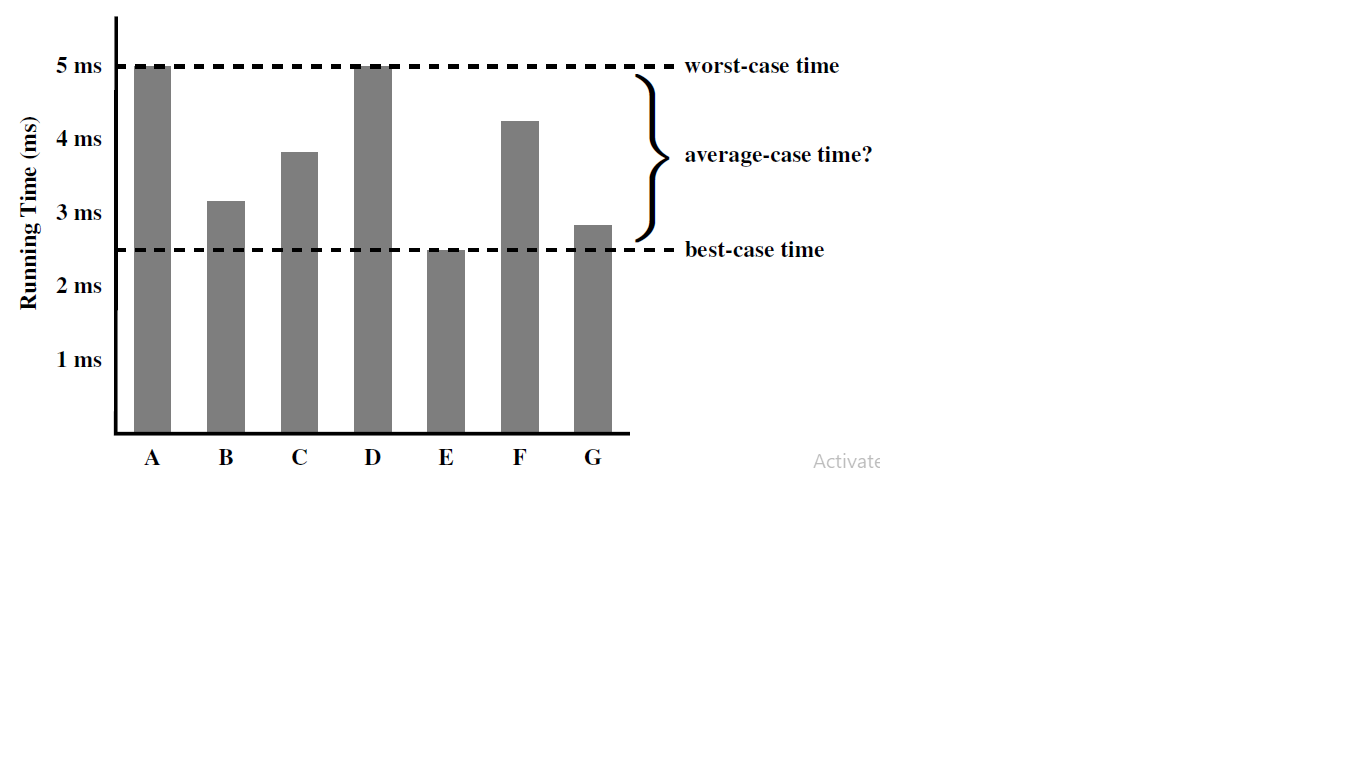 5 ms
worst-case time
4 ms
average-case time?
Running Time (ms)
3 ms
best-case time
2 ms
1 ms
A B C D E F G
Activate